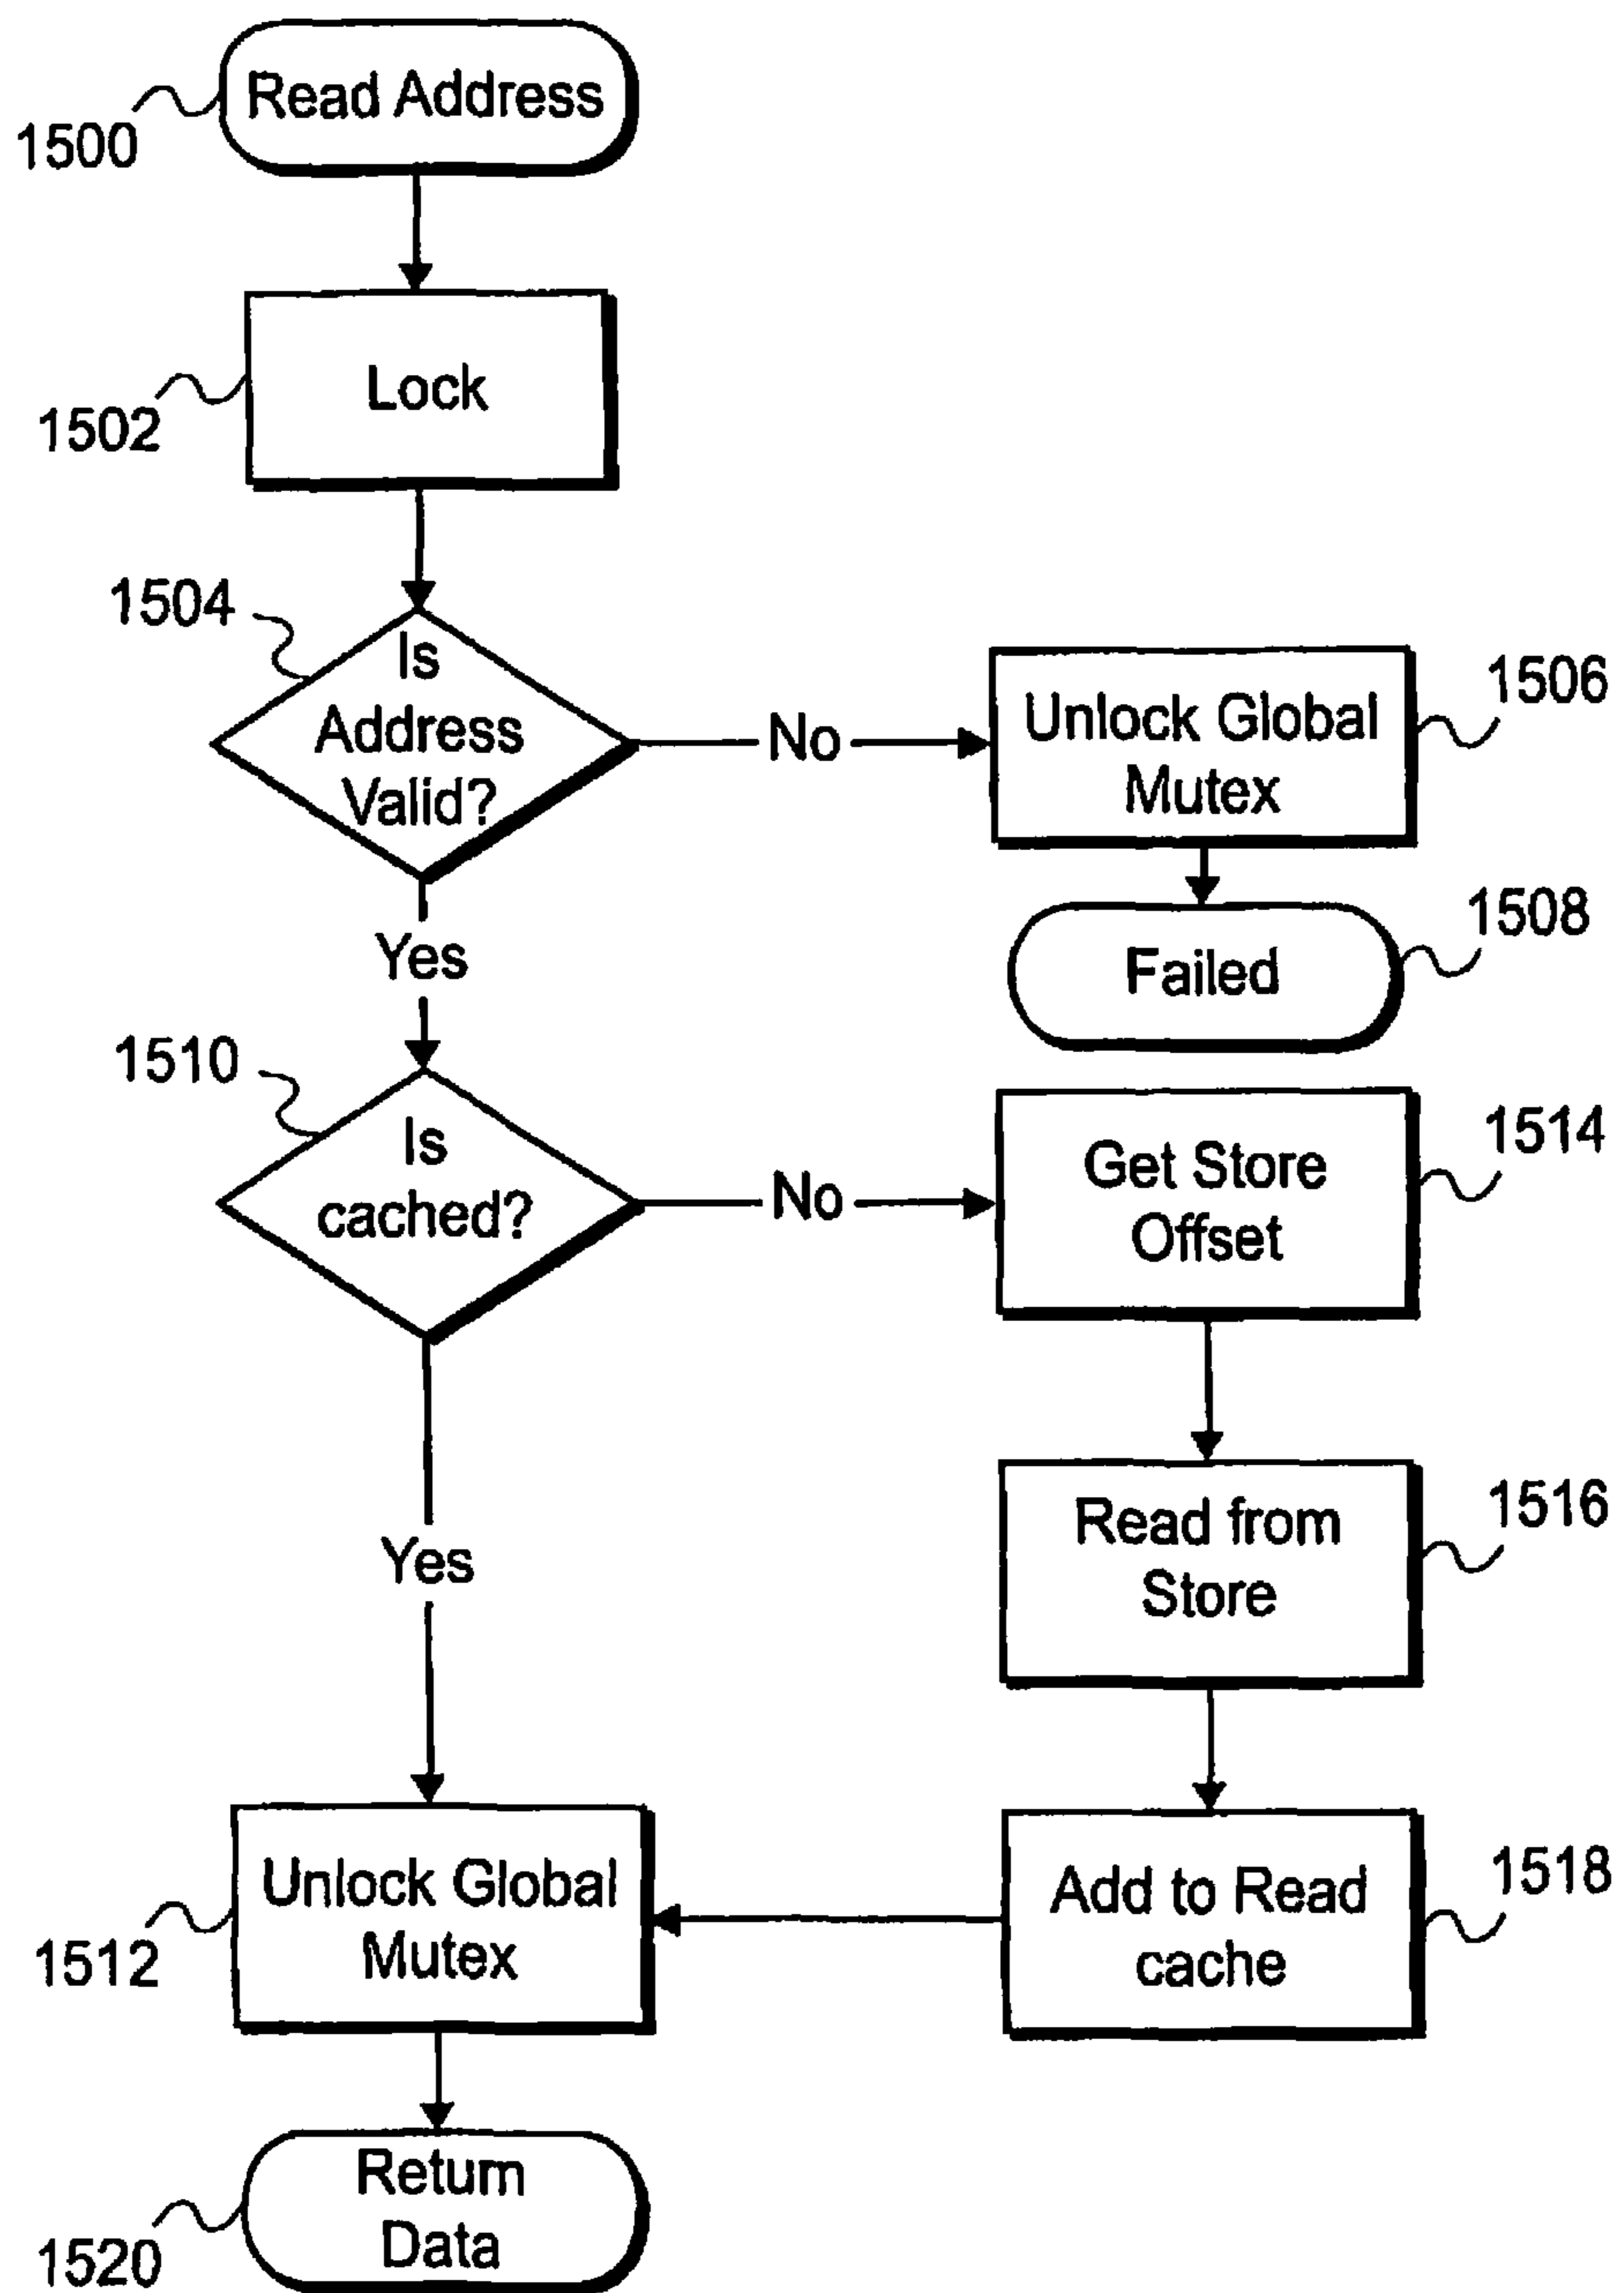 Read Address
1500
Lock
1502
1504
Is
Address
Valid?
No
Unlock Global
Mutex
1506
Yes
Failed
1508
1510
Is
cached?
No
Get Store
Offset
1514
Read from
Store
1516
Yes
Unlock Global
Mutex
1512
Add to Read
cache
1518
Return
Data
1520